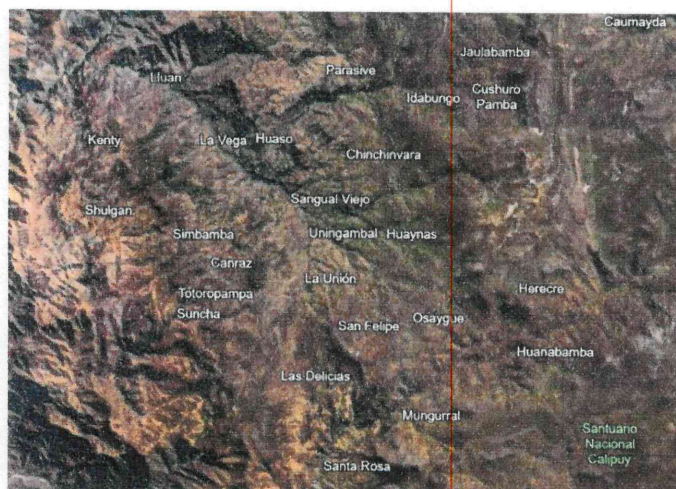 Caumayda
Jaulabamba
Parasive
Lluan
Idabungo
Cushuro
Pamba
Kenty
La Vega
Huaso
Chinchinvara
Sangual Viejo
Shulgan
Simbamba
Uningambal
Huaynas
Canraz
La Unión
Totoropampa
Herecre
Suncha
San Felipe
Osaygue
Huanabamba
Las Delicias
Mungurral
Santuario
Nacional
Calipuy
Santa Rosa